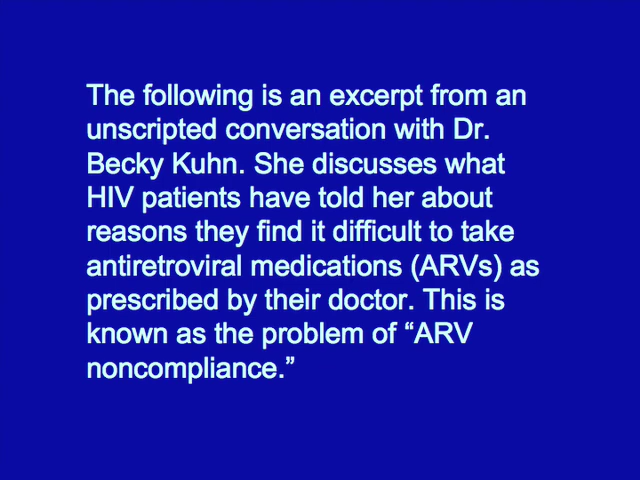 The following is an excerpt from an
unscripted conversation with Dr.
Becky Kuhn. She discusses what
HIV patients have told her about
reasons they find it difficult to take
antiretroviral medications (ARVs) as
prescribed by their doctor. This is
known as the problem of “ARV
noncompliance.”